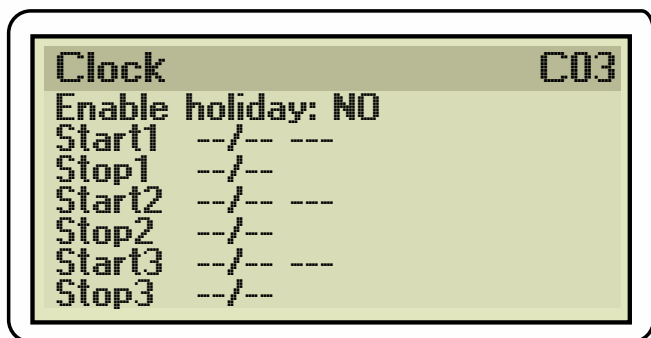 Clock C03
Enable holiday: NO
Start1 --/-- ---
Stop1 --/--
Start2 --/-- ---
Stop2 --/--
Start3 --/-- ---
Stop3 --/--